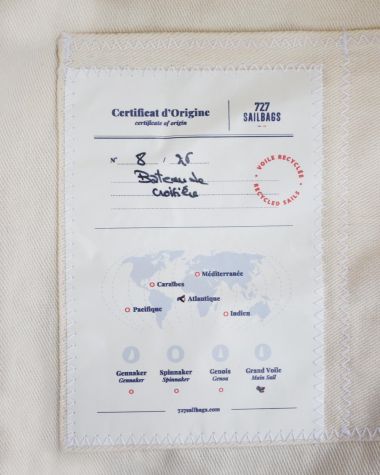 Certificat d'Origine
certificate of origin
727
SAILBAGS
N° 8 / 26
Bateau de
croisière
• VOILE RECYCLÉE •
RECYCLED SAILS
Méditerranée
Caraïbes
Atlantique
Pacifique
Indien
Gennaker Spinnaker Genois Grand Voile
Gennaker Spinnaker Genoa Main Sail
727sailbags.com